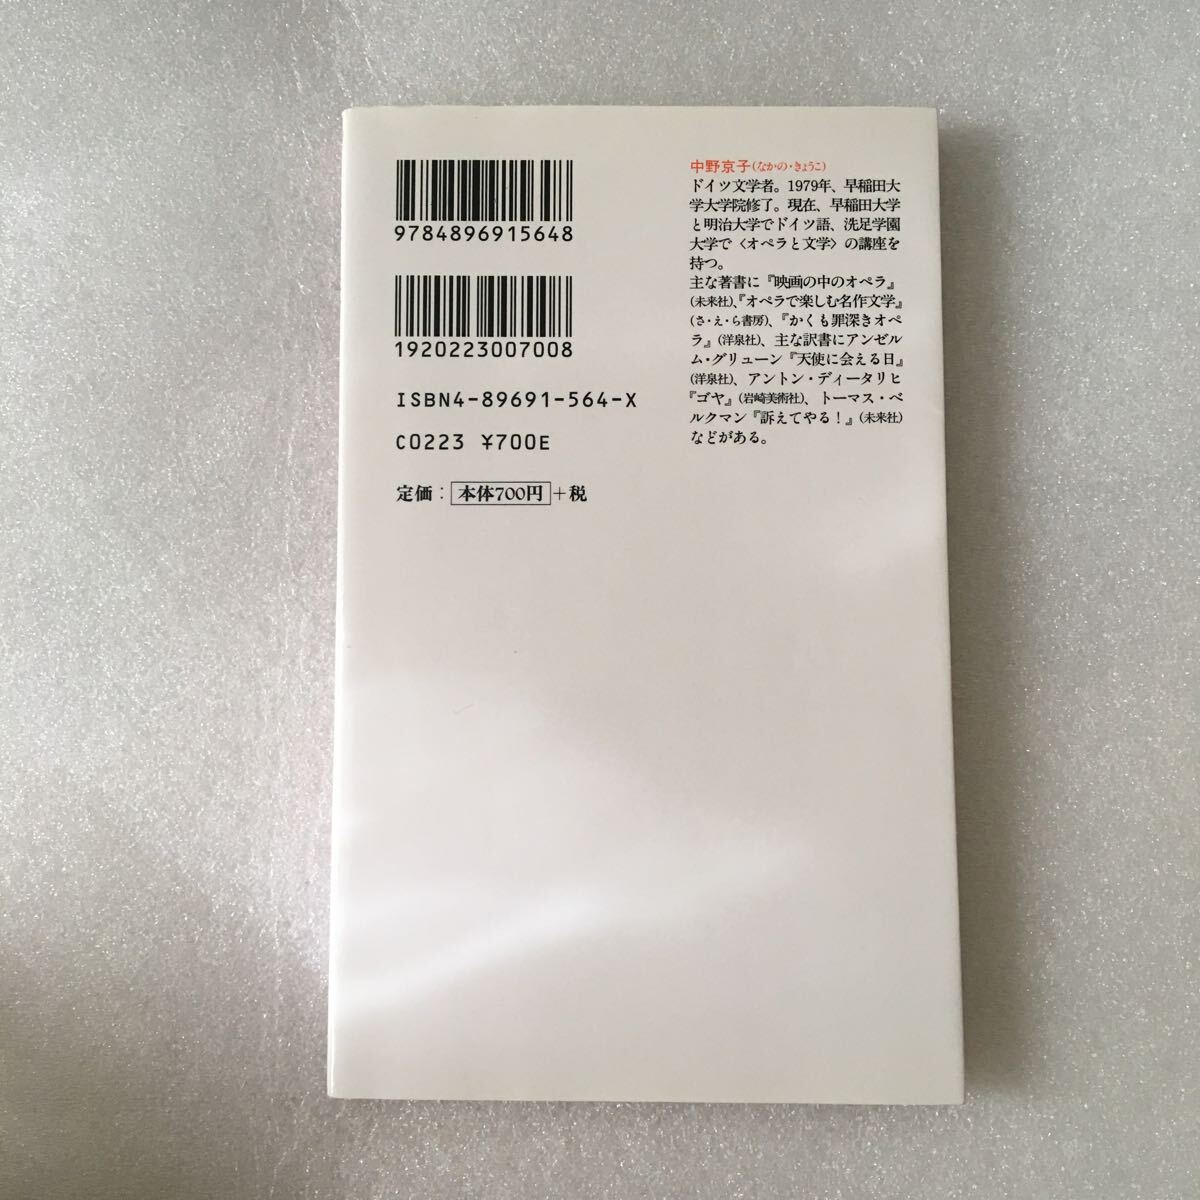 9784896915648
1920223007008
ISBN4-89691-564-X
C0223 ¥700E
定価：本体700円＋税
中野京子（なかの・きょうこ）
ドイツ文学者。1979年、早稲田大
学大学院修了。現在、早稲田大学
と明治大学でドイツ語、洗足学園
大学で〈オペラと文学〉の講座を
持つ。
主な著書に『映画の中のオペラ』
（未来社）、『オペラで楽しむ名作文学』
（さ・え・ら書房）、『かくも罪深きオペ
ラ』（洋泉社）、主な訳書にアンゼル
ム・グリューン『天使に会える日』
（洋泉社）、アントン・ディータリヒ
『ゴヤ』（岩崎美術社）、トーマス・ベ
ルクマン『訴えてやる！』（未来社）
などがある。